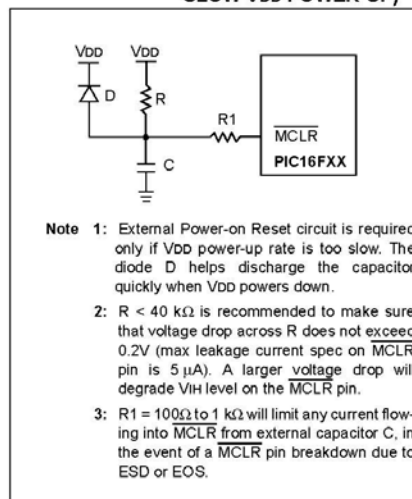 VDD VDD
D
R
R1
MCLR
PIC16FXX
C
Note 1: External Power-on Reset circuit is required
only if VDD power-up rate is too slow. The
diode D helps discharge the capacitor
quickly when VDD powers down.
2: R < 40 kΩ is recommended to make sure
that voltage drop across R does not exceed
0.2V (max leakage current spec on MCLR
pin is 5 μA). A larger voltage drop will
degrade VIH level on the MCLR pin.
3: R1 = 100Ω to 1 kΩ will limit any current flow-
ing into MCLR from external capacitor C, in
the event of a MCLR pin breakdown due to
ESD or EOS.